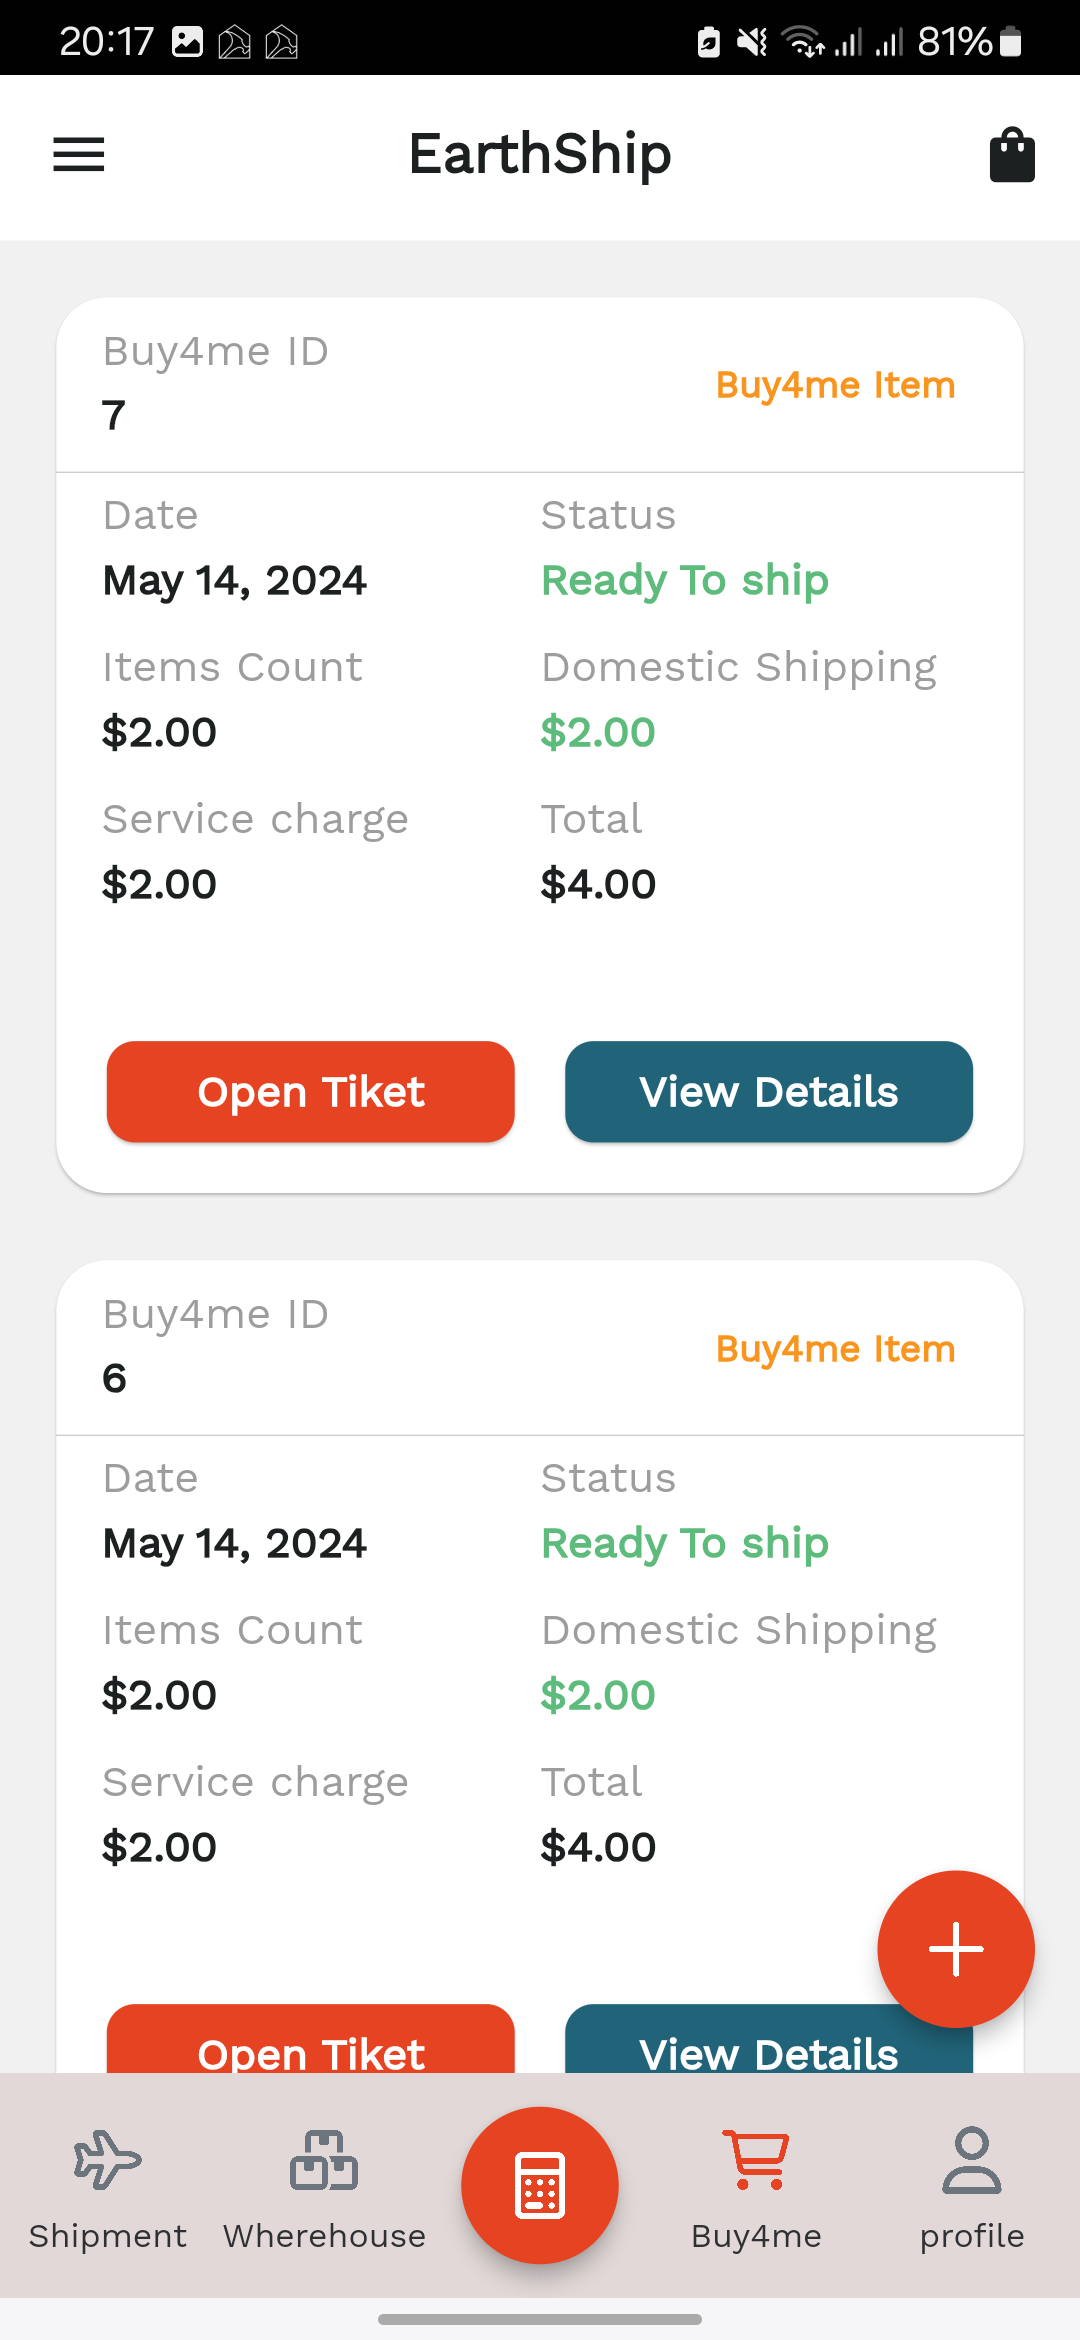 20:17 81%
EarthShip
Buy4me ID
7
Buy4me Item
Date Status
May 14, 2024 Ready To ship
Items Count Domestic Shipping
$2.00 $2.00
Service charge Total
$2.00 $4.00
Open Tiket View Details
Buy4me ID
6
Buy4me Item
Date Status
May 14, 2024 Ready To ship
Items Count Domestic Shipping
$2.00 $2.00
Service charge Total
$2.00 $4.00
Open Tiket View Details
Shipment Wherehouse Buy4me profile